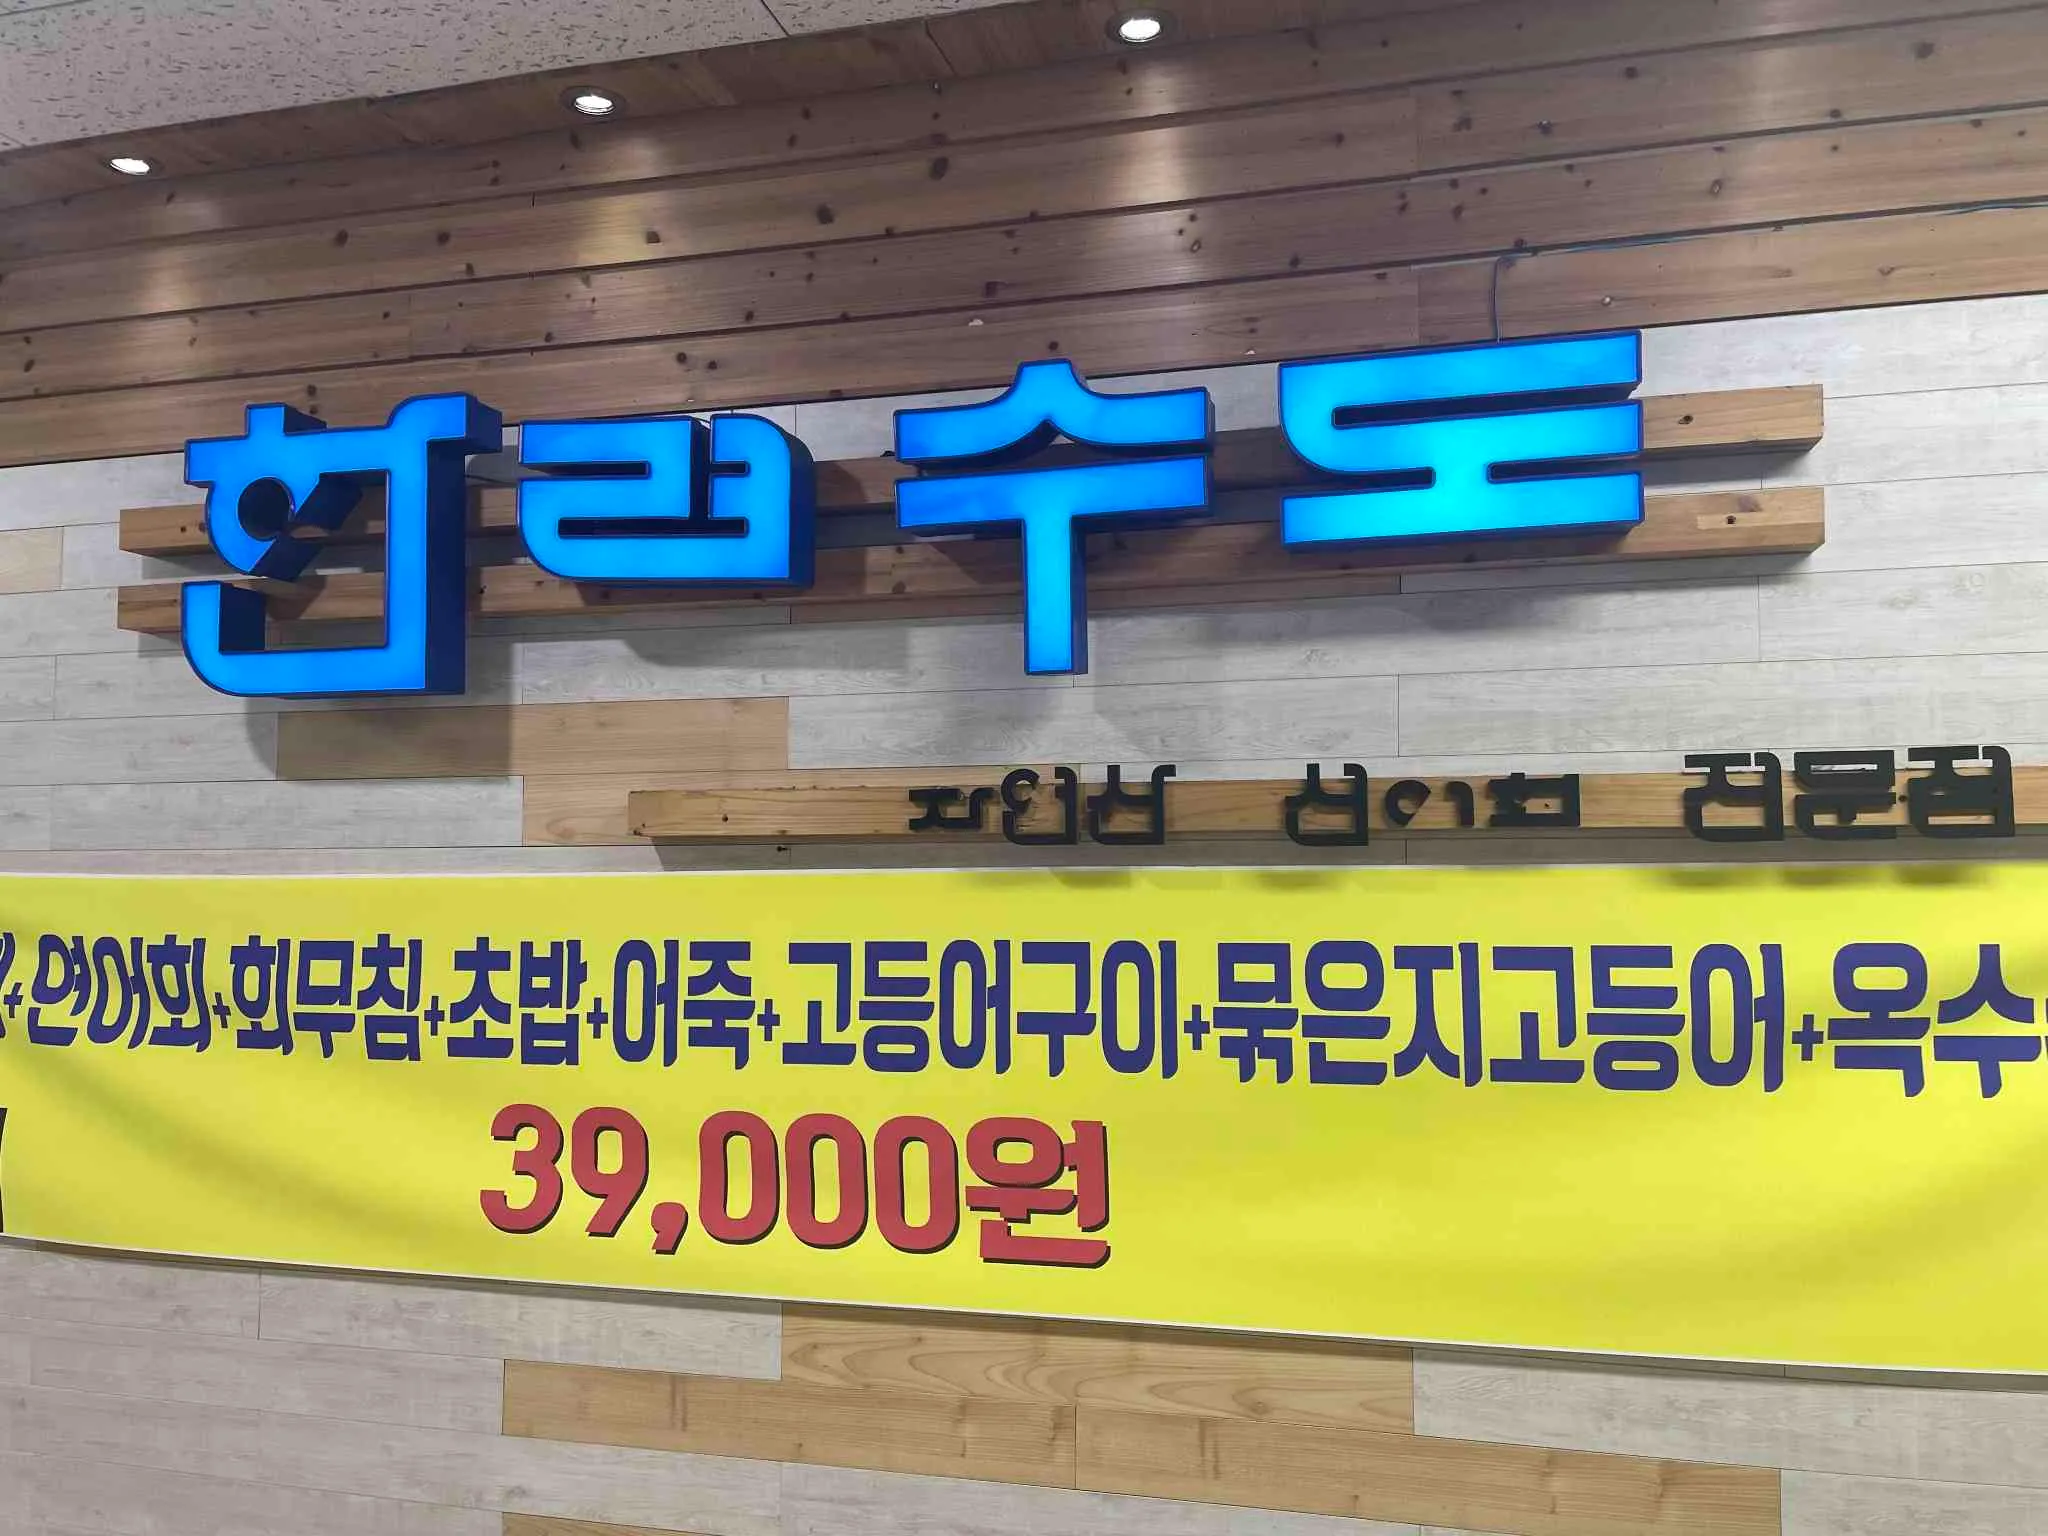 한라수도
자연산 선어회 전문점
+연어회+회무침+초밥+어죽+고등어구이+묶은지고등어+옥수
39,000원